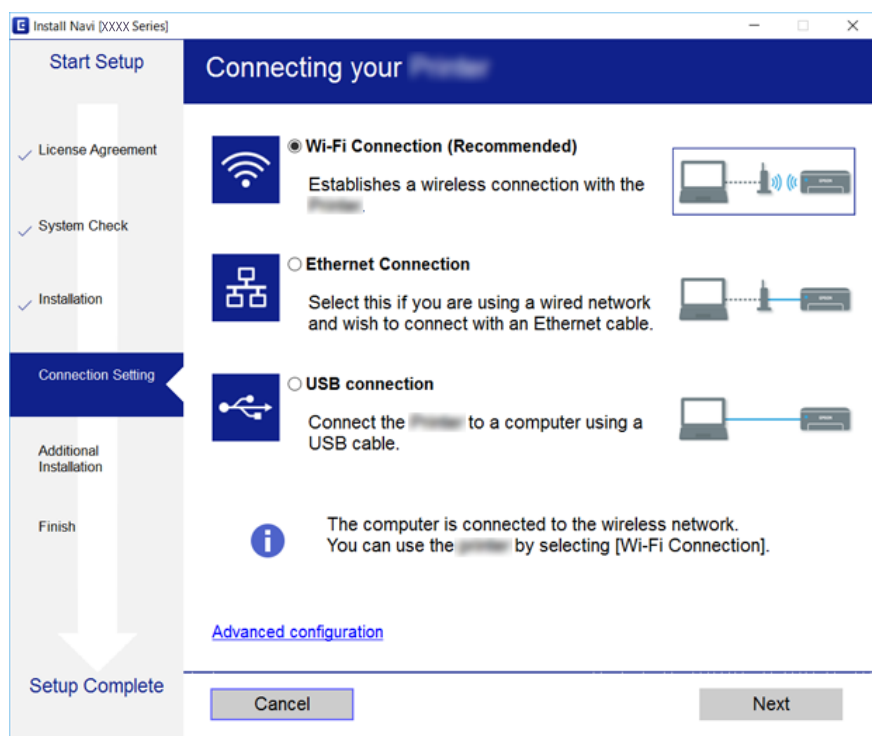 Install Navi [XXXX Series]
Start Setup
License Agreement
System Check
Installation
Connection Setting
Additional
Installation
Finish
Setup Complete
Connecting your
Wi-Fi Connection (Recommended)
Establishes a wireless connection with the
.
Ethernet Connection
Select this if you are using a wired network
and wish to connect with an Ethernet cable.
USB connection
Connect the to a computer using a
USB cable.
The computer is connected to the wireless network.
You can use the by selecting [Wi-Fi Connection].
Advanced configuration
Cancel
Next